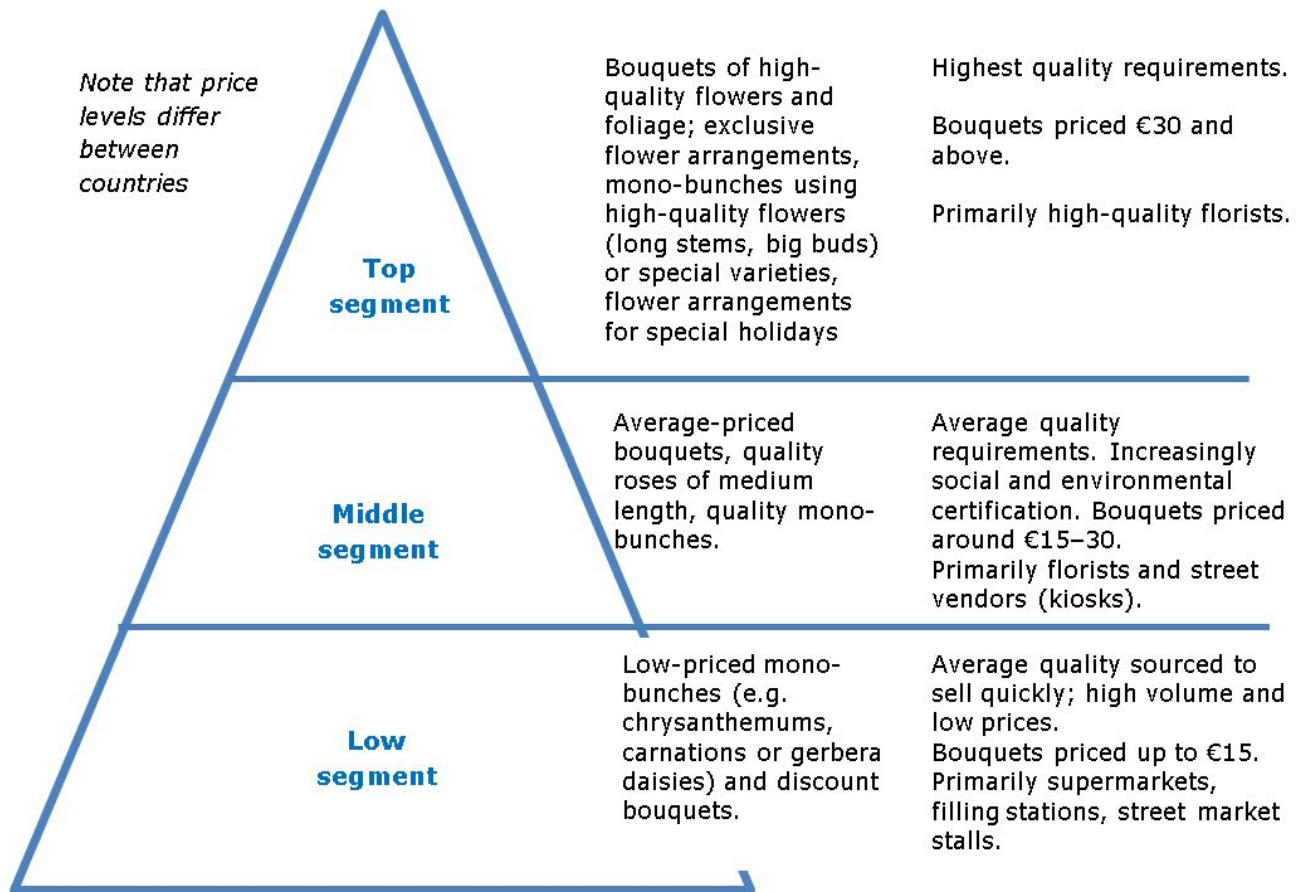 Note that price
levels differ
between
countries
Top
segment
Bouquets of high-
quality flowers and
foliage; exclusive
flower arrangements,
mono-bunches using
high-quality flowers
(long stems, big buds)
or special varieties,
flower arrangements
for special holidays
Highest quality requirements.
Bouquets priced €30 and
above.
Primarily high-quality florists.
Middle
segment
Average-priced
bouquets, quality
roses of medium
length, quality mono-
bunches.
Average quality
requirements. Increasingly
social and environmental
certification. Bouquets priced
around €15–30.
Primarily florists and street
vendors (kiosks).
Low
segment
Low-priced mono-
bunches (e.g.
chrysanthemums,
carnations or gerbera
daisies) and discount
bouquets.
Average quality sourced to
sell quickly; high volume and
low prices.
Bouquets priced up to €15.
Primarily supermarkets,
filling stations, street market
stalls.